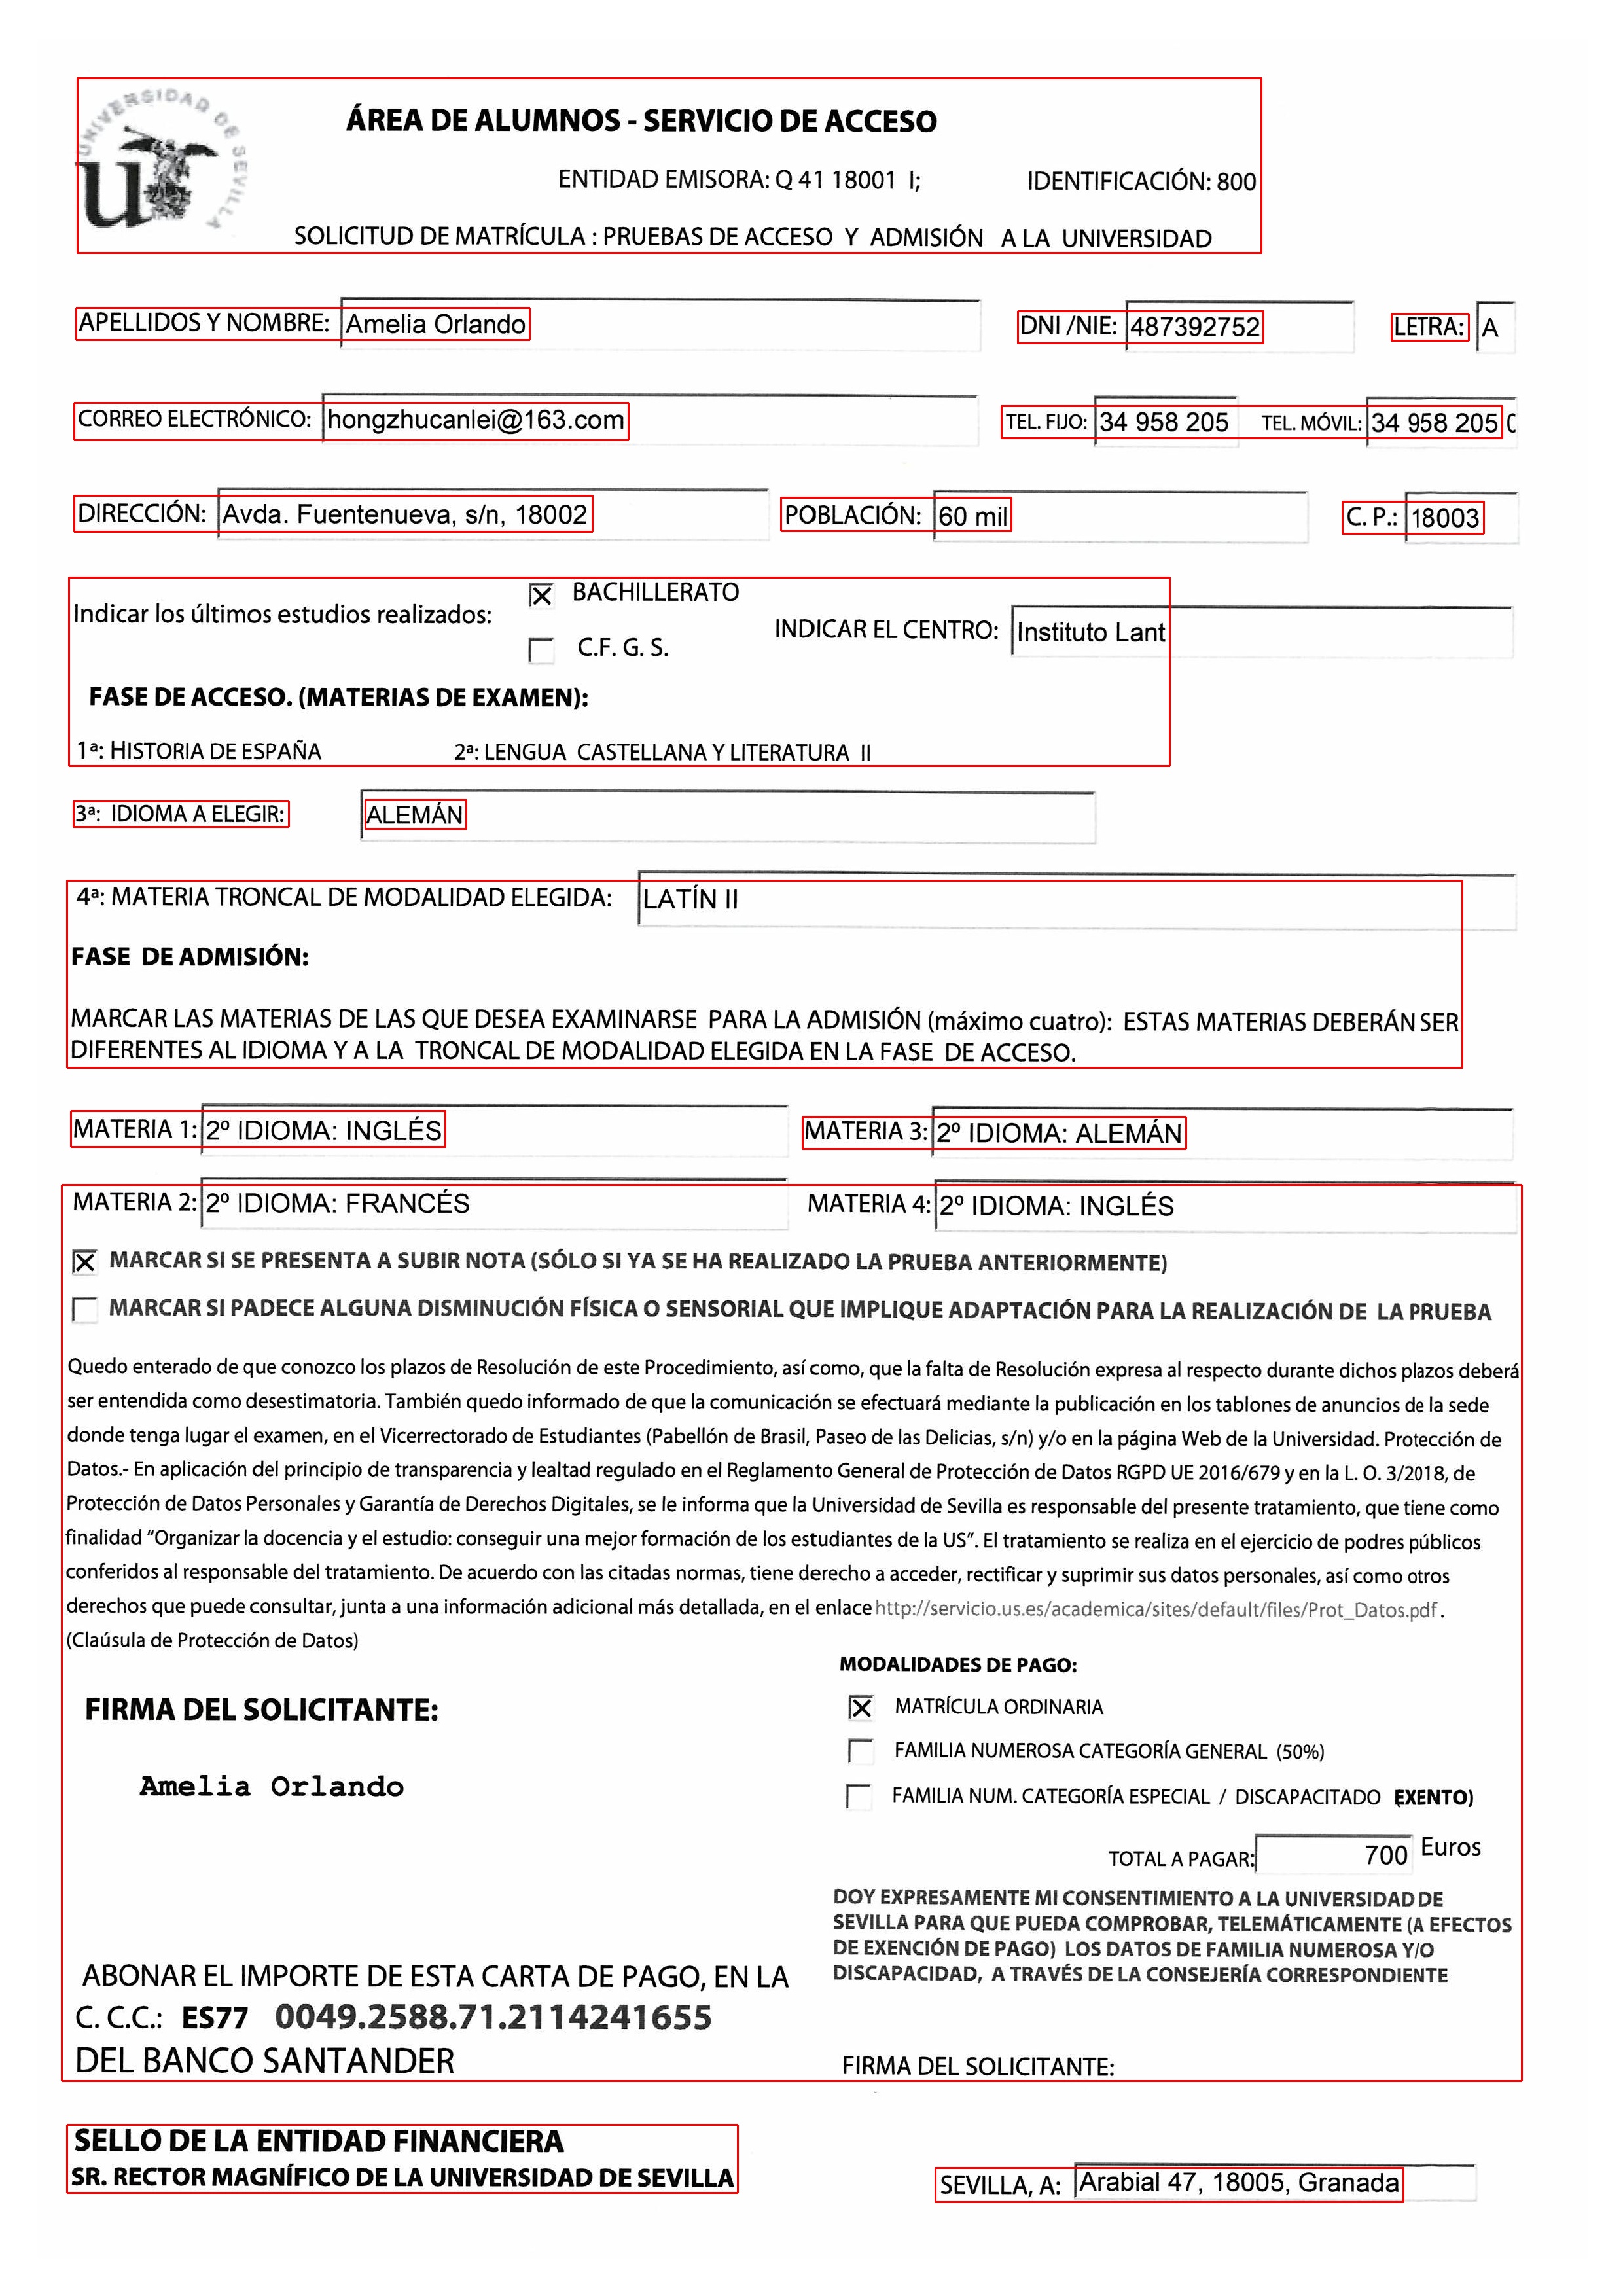 UNIVERSIDAD DE SEVILLA
ÁREA DE ALUMNOS - SERVICIO DE ACCESO
ENTIDAD EMISORA: Q 41 18001 I; IDENTIFICACIÓN: 800
SOLICITUD DE MATRÍCULA : PRUEBAS DE ACCESO Y ADMISIÓN A LA UNIVERSIDAD
APELLIDOS Y NOMBRE: Amelia Orlando DNI /NIE: 487392752 LETRA: A
CORREO ELECTRÓNICO: hongzhucanlei@163.com TEL. FIJO: 34 958 205 TEL. MÓVIL: 34 958 205
DIRECCIÓN: Avda. Fuentenueva, s/n, 18002 POBLACIÓN: 60 mil C. P.: 18003
Indicar los últimos estudios realizados: BACHILLERATO
C.F. G. S. INDICAR EL CENTRO: Instituto Lant
FASE DE ACCESO. (MATERIAS DE EXAMEN):
1ª: HISTORIA DE ESPAÑA 2ª: LENGUA CASTELLANA Y LITERATURA II
3ª: IDIOMA A ELEGIR: ALEMÁN
4ª: MATERIA TRONCAL DE MODALIDAD ELEGIDA: LATÍN II
FASE DE ADMISIÓN:
MARCAR LAS MATERIAS DE LAS QUE DESEA EXAMINARSE PARA LA ADMISIÓN (máximo cuatro): ESTAS MATERIAS DEBERÁN SER
DIFERENTES AL IDIOMA Y A LA TRONCAL DE MODALIDAD ELEGIDA EN LA FASE DE ACCESO.
MATERIA 1: 2º IDIOMA: INGLÉS MATERIA 3: 2º IDIOMA: ALEMÁN
MATERIA 2: 2º IDIOMA: FRANCÉS MATERIA 4: 2º IDIOMA: INGLÉS
MARCAR SI SE PRESENTA A SUBIR NOTA (SÓLO SI YA SE HA REALIZADO LA PRUEBA ANTERIORMENTE)
MARCAR SI PADECE ALGUNA DISMINUCIÓN FÍSICA O SENSORIAL QUE IMPLIQUE ADAPTACIÓN PARA LA REALIZACIÓN DE LA PRUEBA
Quedo enterado de que conozco los plazos de Resolución de este Procedimiento, así como, que la falta de Resolución expresa al respecto durante dichos plazos deberá
ser entendida como desestimatoria. También quedo informado de que la comunicación se efectuará mediante la publicación en los tablones de anuncios de la sede
donde tenga lugar el examen, en el Vicerrectorado de Estudiantes (Pabellón de Brasil, Paseo de las Delicias, s/n) y/o en la página Web de la Universidad. Protección de
Datos.- En aplicación del principio de transparencia y lealtad regulado en el Reglamento General de Protección de Datos RGPD UE 2016/679 y en la L. O. 3/2018, de
Protección de Datos Personales y Garantía de Derechos Digitales, se le informa que la Universidad de Sevilla es responsable del presente tratamiento, que tiene como
finalidad “Organizar la docencia y el estudio: conseguir una mejor formación de los estudiantes de la US”. El tratamiento se realiza en el ejercicio de podres públicos
conferidos al responsable del tratamiento. De acuerdo con las citadas normas, tiene derecho a acceder, rectificar y suprimir sus datos personales, así como otros
derechos que puede consultar, junta a una información adicional más detallada, en el enlace http://servicio.us.es/academica/sites/default/files/Prot_Datos.pdf .
(Claúsula de Protección de Datos)
MODALIDADES DE PAGO:
FIRMA DEL SOLICITANTE: MATRÍCULA ORDINARIA
FAMILIA NUMEROSA CATEGORÍA GENERAL (50%)
Amelia Orlando FAMILIA NUM. CATEGORÍA ESPECIAL / DISCAPACITADO EXENTO)
TOTAL A PAGAR: 700 Euros
DOY EXPRESAMENTE MI CONSENTIMIENTO A LA UNIVERSIDAD DE
SEVILLA PARA QUE PUEDA COMPROBAR, TELEMÁTICAMENTE (A EFECTOS
DE EXENCIÓN DE PAGO) LOS DATOS DE FAMILIA NUMEROSA Y/O
DISCAPACIDAD, A TRAVÉS DE LA CONSEJERÍA CORRESPONDIENTE
ABONAR EL IMPORTE DE ESTA CARTA DE PAGO, EN LA
C. C.C.: ES77 0049.2588.71.2114241655
DEL BANCO SANTANDER FIRMA DEL SOLICITANTE:
SELLO DE LA ENTIDAD FINANCIERA
SR. RECTOR MAGNÍFICO DE LA UNIVERSIDAD DE SEVILLA SEVILLA, A: Arabial 47, 18005, Granada